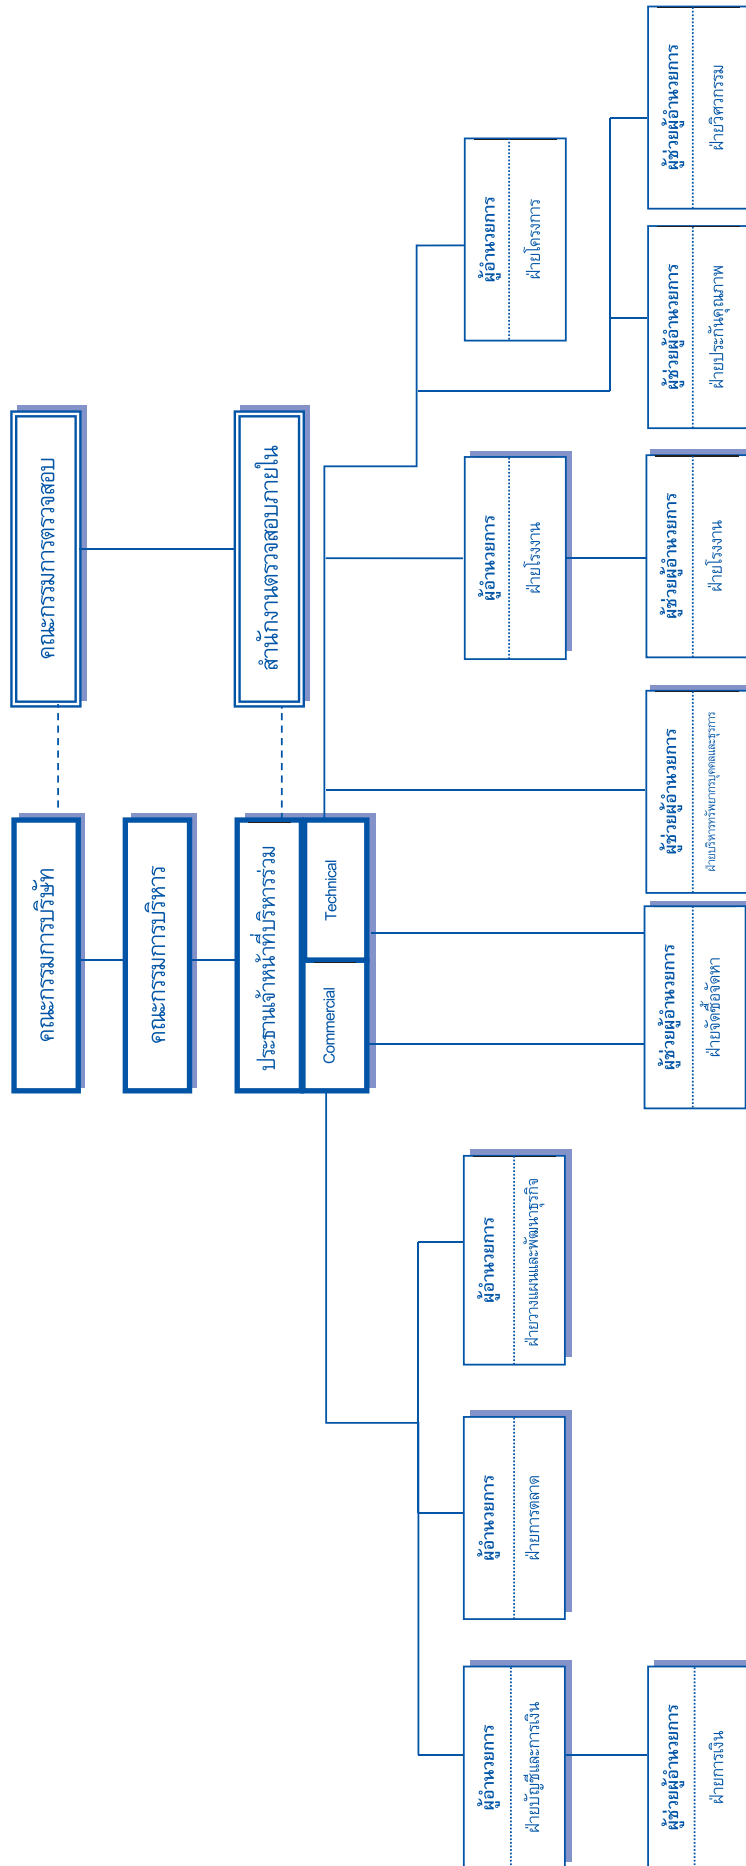 คณะกรรมการบริษัท
คณะกรรมการตรวจสอบ
คณะกรรมการบริหาร
ประธานเจ้าหน้าที่บริหารร่วม
สำนักงานตรวจสอบภายใน
Commercial
Technical
ผู้อำนวยการ
ฝ่ายบัญชีและการเงิน
ผู้อำนวยการ
ฝ่ายการตลาด
ผู้อำนวยการ
ฝ่ายวางแผนและพัฒนาธุรกิจ
ผู้อำนวยการ
ฝ่ายโรงงาน
ผู้อำนวยการ
ฝ่ายโครงการ
ผู้ช่วยผู้อำนวยการ
ฝ่ายการเงิน
ผู้ช่วยผู้อำนวยการ
ฝ่ายจัดซื้อจัดหา
ผู้ช่วยผู้อำนวยการ
ฝ่ายบริหารทรัพยากรบุคคลและธุรการ
ผู้ช่วยผู้อำนวยการ
ฝ่ายโรงงาน
ผู้ช่วยผู้อำนวยการ
ฝ่ายประกันคุณภาพ
ผู้ช่วยผู้อำนวยการ
ฝ่ายวิศวกรรม